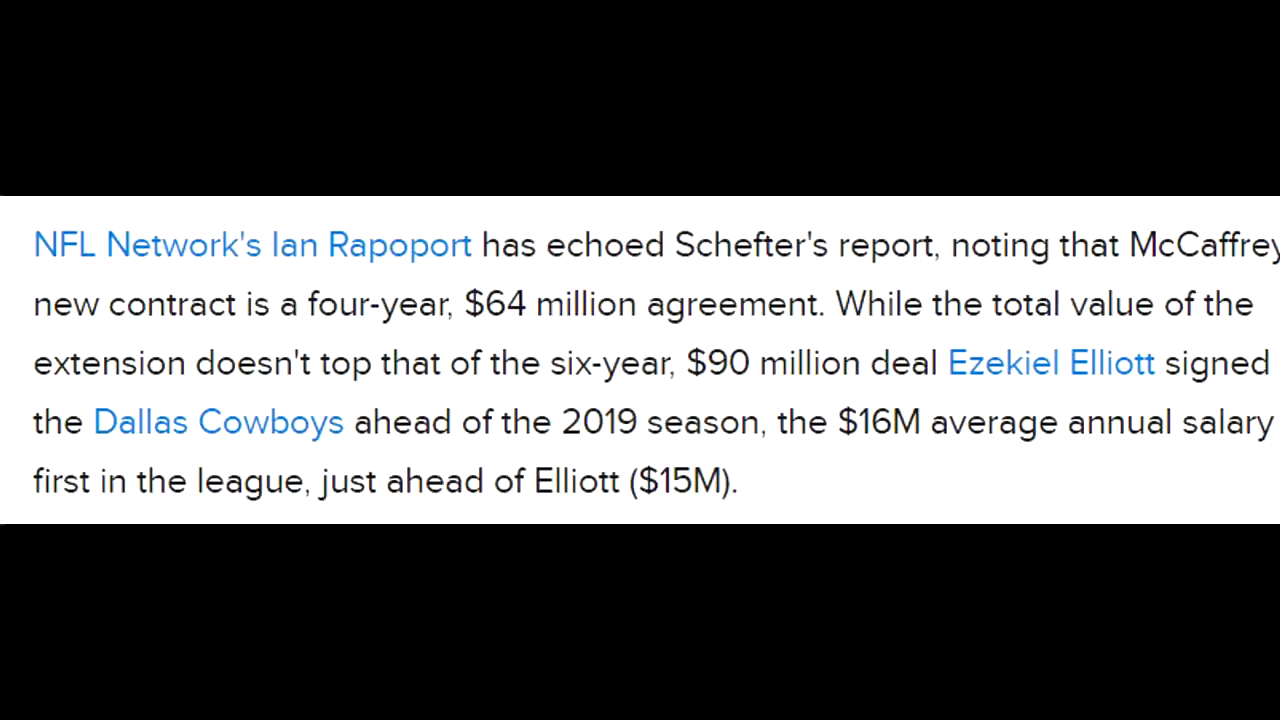 NFL Network's Ian Rapoport has echoed Schefter's report, noting that McCaffrey
new contract is a four-year, $64 million agreement. While the total value of the
extension doesn't top that of the six-year, $90 million deal Ezekiel Elliott signed
the Dallas Cowboys ahead of the 2019 season, the $16M average annual salary
first in the league, just ahead of Elliott ($15M).